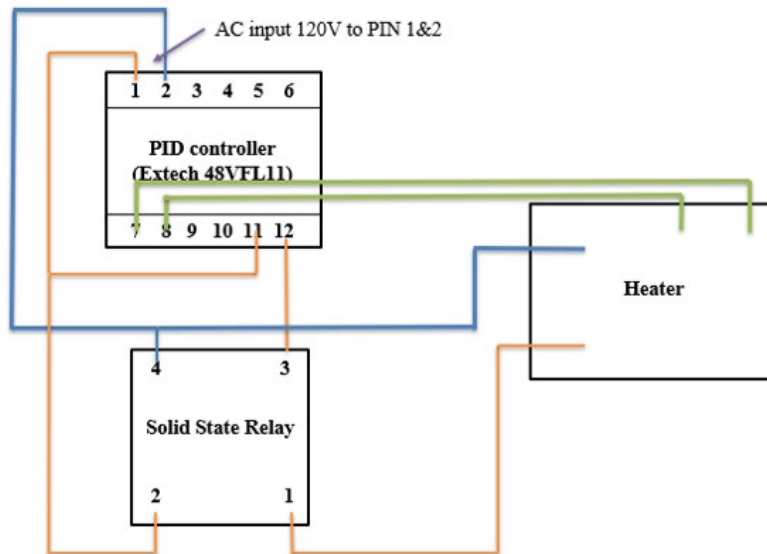 AC input 120V to PIN 1&2
1 2 3 4 5 6
PID controller
(Extech 48VFL11)
7 8 9 10 11 12
Heater
4 3
Solid State Relay
2 1